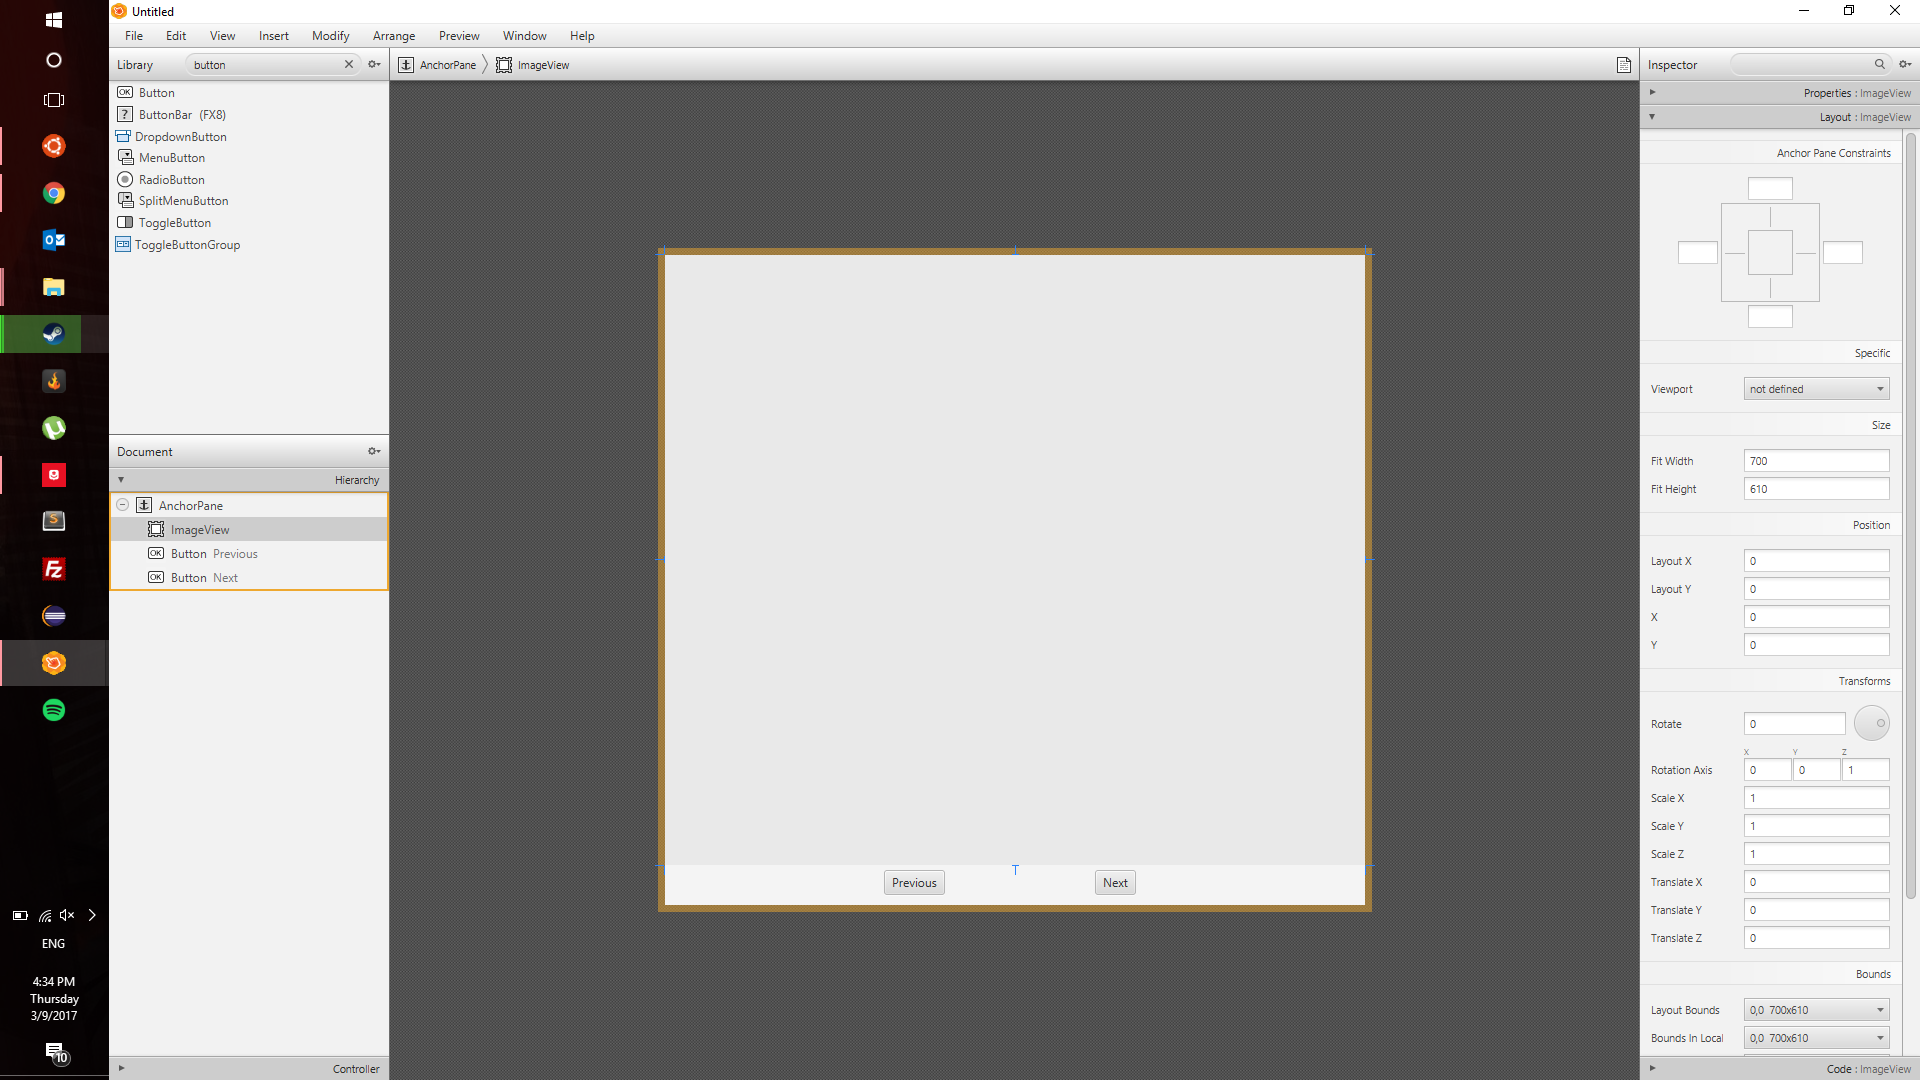 Untitled
File Edit View Insert Modify Arrange Preview Window Help
Library button
AnchorPane ImageView
Inspector
Button
? ButtonBar (FX8)
DropdownButton
MenuButton
RadioButton
SplitMenuButton
ToggleButton
ToggleButtonGroup
Document
Hierarchy
AnchorPane
ImageView
OK Button Previous
OK Button Next
Controller
Previous Next
Properties : ImageView
Layout : ImageView
Anchor Pane Constraints
Specific
Viewport not defined
Size
Fit Width 700
Fit Height 610
Position
Layout X 0
Layout Y 0
X 0
Y 0
Transforms
Rotate 0
X Y Z
Rotation Axis 0 0 1
Scale X 1
Scale Y 1
Scale Z 1
Translate X 0
Translate Y 0
Translate Z 0
Bounds
Layout Bounds 0,0 700x610
Bounds In Local 0,0 700x610
Code : ImageView
ENG
4:34 PM
Thursday
3/9/2017
10